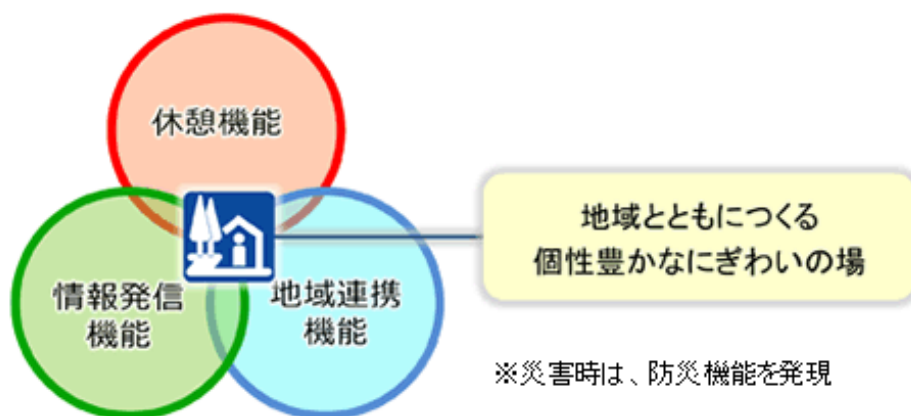 休憩機能
情報発信
機能
地域連携
機能
地域とともにつくる
個性豊かなにぎわいの場
※災害時は、防災機能を発現